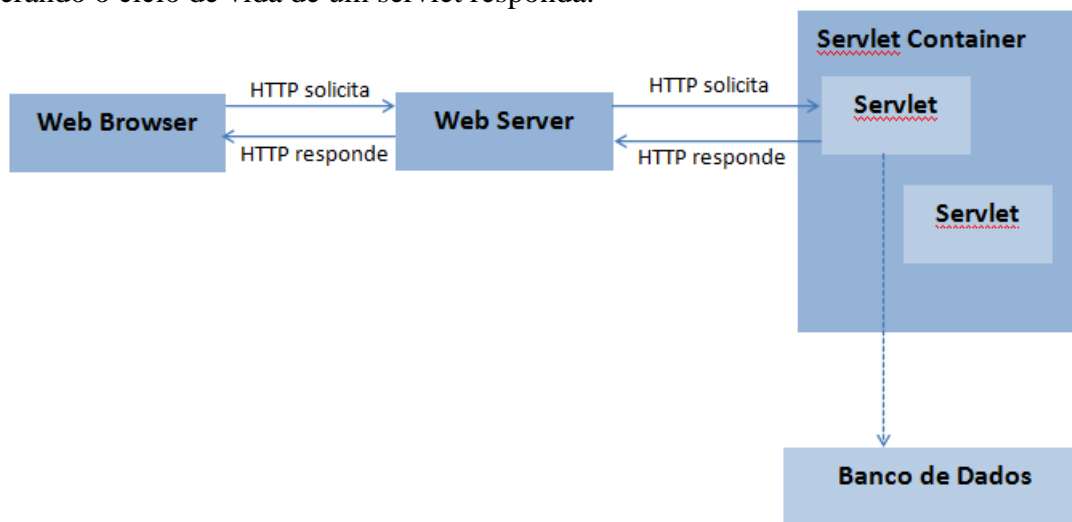 erando o ciclo de vida de um servlet responda:
Servlet Container
HTTP solicita
HTTP solicita
Web Browser
Web Server
Servlet
HTTP responde
HTTP responde
Servlet
Banco de Dados